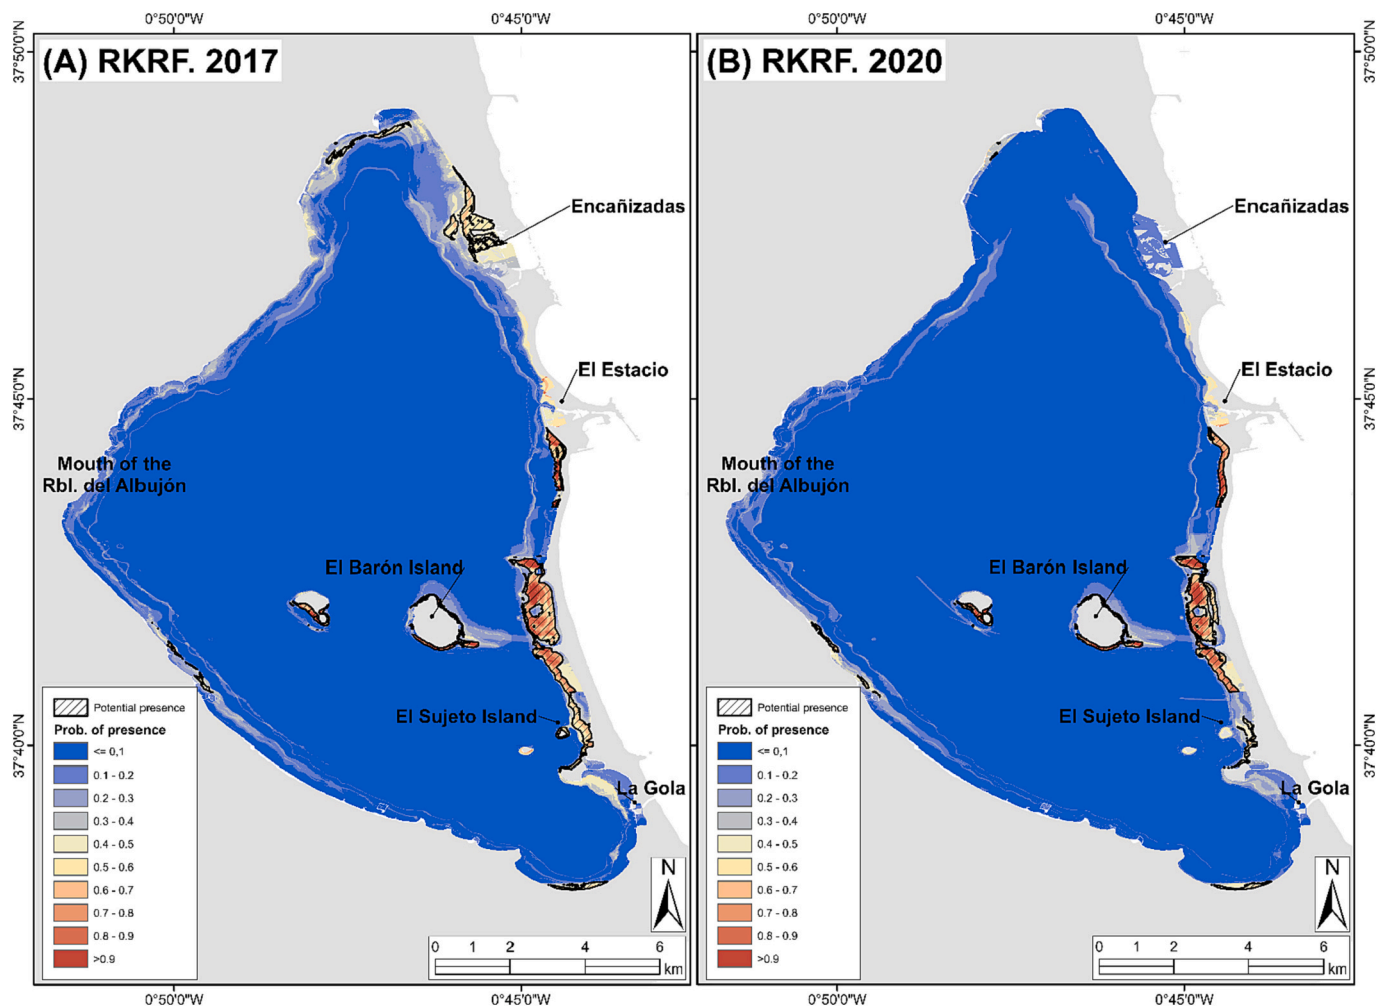 0°50'0"W
0°45'0"W
0°50'0"W
0°45'0"W
37°50'0"N
(A) RKRF. 2017
(B) RKRF. 2020
37°50'0"N
Encañizadas
Encañizadas
El Estacio
El Estacio
37°45'0"N
37°45'0"N
Mouth of the
Rbl. del Albujón
Mouth of the
Rbl. del Albujón
El Barón Island
El Barón Island
El Sujeto Island
El Sujeto Island
37°40'0"N
37°40'0"N
La Gola
La Gola
Potential presence
Prob. of presence
<= 0,1
0.1 - 0.2
0.2 - 0.3
0.3 - 0.4
0.4 - 0.5
0.5 - 0.6
0.6 - 0.7
0.7 - 0.8
0.8 - 0.9
>0.9
N
0 2 4 6
km
Potential presence
Prob. of presence
<= 0,1
0.1 - 0.2
0.2 - 0.3
0.3 - 0.4
0.4 - 0.5
0.5 - 0.6
0.6 - 0.7
0.7 - 0.8
0.8 - 0.9
>0.9
N
0 2 4 6
km
0°50'0"W
0°45'0"W
0°50'0"W
0°45'0"W